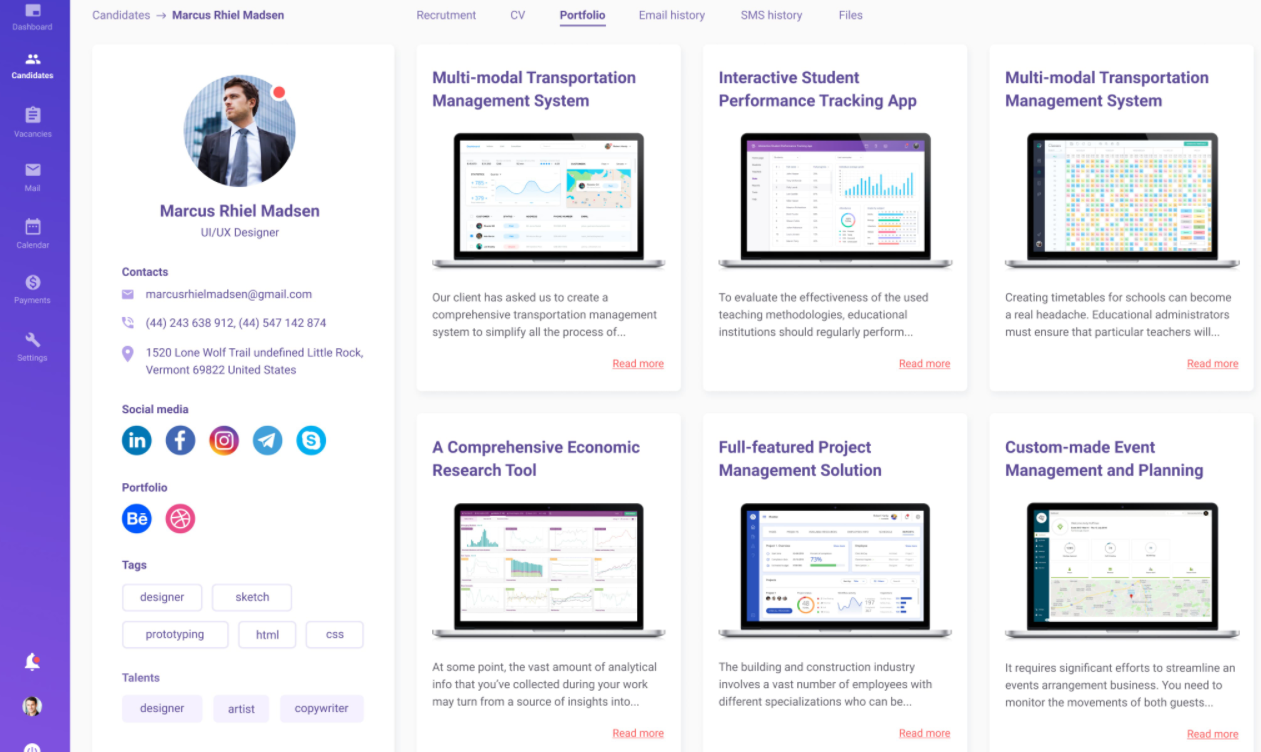 Dashboard
Candidates
Vacancies
Mail
Calendar
Payments
Settings
Candidates → Marcus Rhiel Madsen
Recrutment
CV
Portfolio
Email history
SMS history
Files
Marcus Rhiel Madsen
UI/UX Designer
Contacts
marcusrhielmadsen@gmail.com
(44) 243 638 912, (44) 547 142 874
1520 Lone Wolf Trail undefined Little Rock,
Vermont 69822 United States
Social media
in
f
S
Portfolio
Bē
Tags
designer
sketch
prototyping
html
css
Talents
designer
artist
copywriter
Multi-modal Transportation
Management System
Our client has asked us to create a
comprehensive transportation management
system to simplify all the process of...
Read more
Interactive Student
Performance Tracking App
To evaluate the effectiveness of the used
teaching methodologies, educational
institutions should regularly perform...
Read more
Multi-modal Transportation
Management System
Creating timetables for schools can become
a real headache. Educational administrators
must ensure that particular teachers will...
Read more
A Comprehensive Economic
Research Tool
At some point, the vast amount of analytical
info that you've collected during your work
may turn from a source of insights into...
Read more
Full-featured Project
Management Solution
73%
The building and construction industry
involves a vast number of employees with
different specializations who can be...
Read more
Custom-made Event
Management and Planning
It requires significant efforts to streamline an
events arrangement business. You need to
monitor the movements of both guests...
Read more